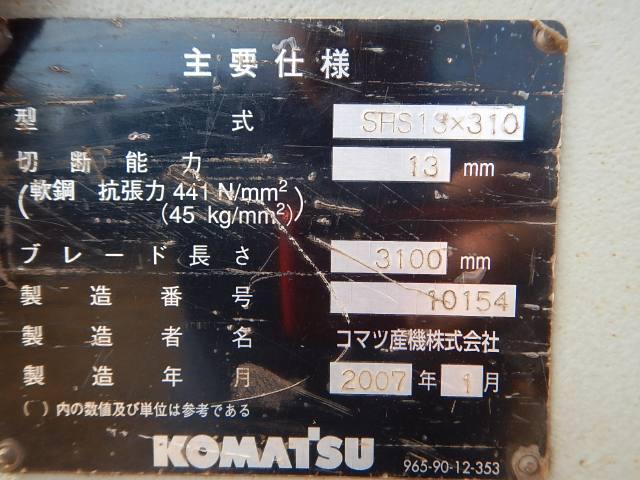 主要仕様
型式 SHS13×310
切断能力 13 mm
(軟鋼 抗張力 441 N/mm²
(45 kg/mm²))
ブレード長さ 3100 mm
製造番号 10154
製造者名 コマツ産機株式会社
製造年月 2007年1月
( )内の数値及び単位は参考である
KOMATSU 965-90-12-353